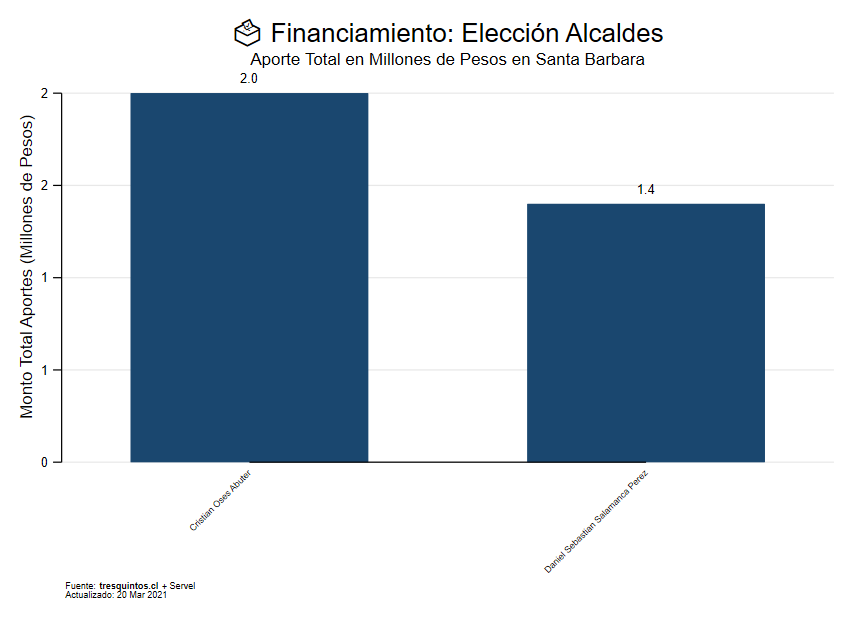 Financiamiento: Elección Alcaldes
Aporte Total en Millones de Pesos en Santa Barbara
Monto Total Aportes (Millones de Pesos)
2
2
1
1
0
2.0
1.4
Cristian Oses Abuter
Daniel Sebastian Salamanca Perez
Fuente: tresquintos.cl + Servel
Actualizado: 20 Mar 2021